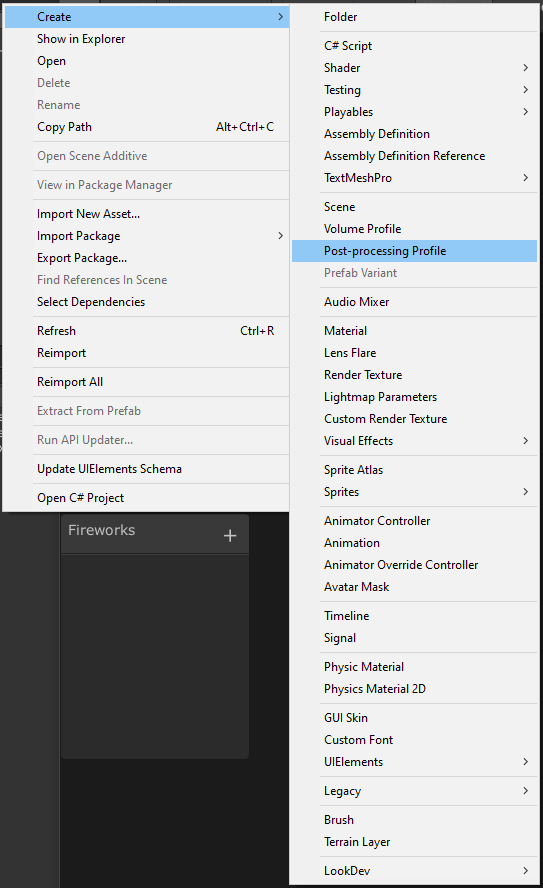 Create
Show in Explorer
Open
Delete
Rename
Copy Path Alt+Ctrl+C
Open Scene Additive
View in Package Manager
Import New Asset...
Import Package
Export Package...
Find References In Scene
Select Dependencies
Refresh Ctrl+R
Reimport
Reimport All
Extract From Prefab
Run API Updater...
Update UIElements Schema
Open C# Project
Fireworks +
Folder
C# Script
Shader
Testing
Playables
Assembly Definition
Assembly Definition Reference
TextMeshPro
Scene
Volume Profile
Post-processing Profile
Prefab Variant
Audio Mixer
Material
Lens Flare
Render Texture
Lightmap Parameters
Custom Render Texture
Visual Effects
Sprite Atlas
Sprites
Animator Controller
Animation
Animator Override Controller
Avatar Mask
Timeline
Signal
Physic Material
Physics Material 2D
GUI Skin
Custom Font
UIElements
Legacy
Brush
Terrain Layer
LookDev